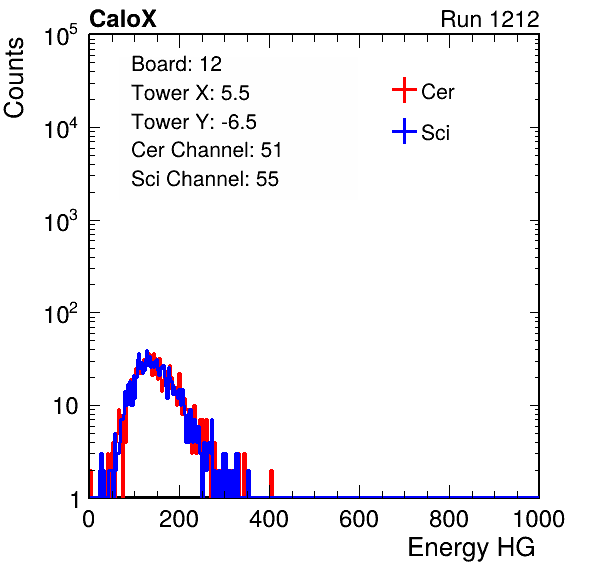 CaloX Run 1212
Counts
10^5
10^4
10^3
10^2
10
1
Board: 12
Tower X: 5.5
Tower Y: -6.5
Cer Channel: 51
Sci Channel: 55
Cer
Sci
0 200 400 600 800 1000
Energy HG